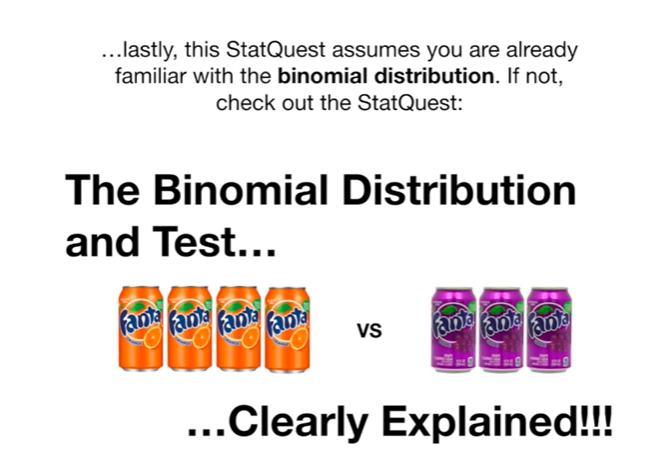 ...lastly, this StatQuest assumes you are already
familiar with the binomial distribution. If not,
check out the StatQuest:
The Binomial Distribution
and Test...
Fanta Fanta Fanta Fanta vs Fanta Fanta Fanta
...Clearly Explained!!!